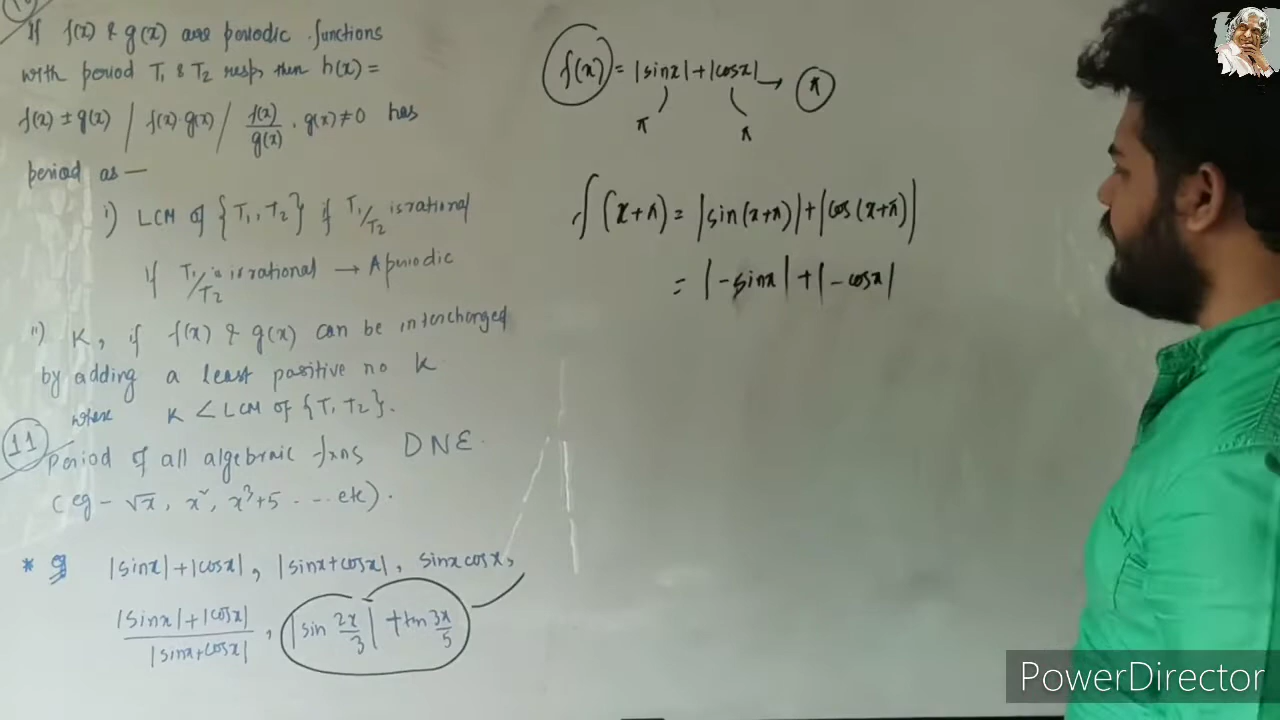 If f(x) & g(x) are periodic functions
with period T₁ & T₂ resp, then h(x) =
f(x) ± g(x) / f(x)·g(x) / f(x)/g(x) · g(x)≠0 has
period as —
i) LCM of {T₁, T₂} if T₁/T₂ is rational
if T₁/T₂ is irrational → Aperiodic
ii) K, if f(x) & g(x) can be interchanged
by adding a least positive no K
where K < LCM of {T₁ T₂}.
11
Period of all algebraic fxns DNE.
(eg – √x, x², x³+5 ---- etc).
* eg |sinx|+|cosx|, |sinx+cosx|, sinx cosx,
|sinx|+|cosx| / |sinx+cosx|, |sin 2x/3| + tan 3x/5
f(x) = |sinx|+|cosx| → π
π π
f(x+π) = |sin(x+π)|+|cos(x+π)|
= |-sinx|+|-cosx|
PowerDirector